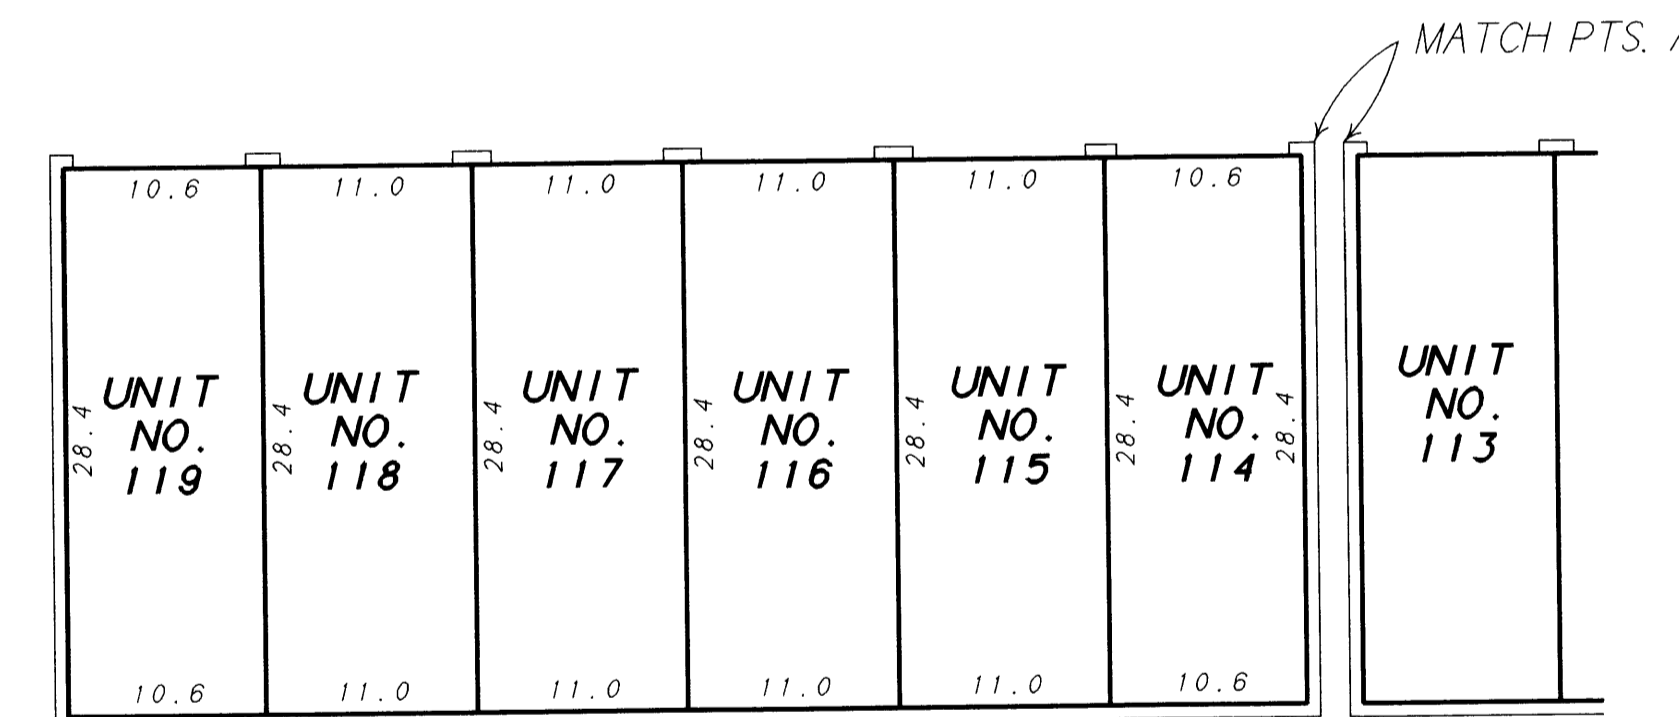 MATCH PTS.
10.6 11.0 11.0 11.0 11.0 10.6
28.4 UNIT NO. 119
28.4 UNIT NO. 118
28.4 UNIT NO. 117
28.4 UNIT NO. 116
28.4 UNIT NO. 115
28.4 UNIT NO. 114 28.4
UNIT NO. 113
10.6 11.0 11.0 11.0 11.0 10.6